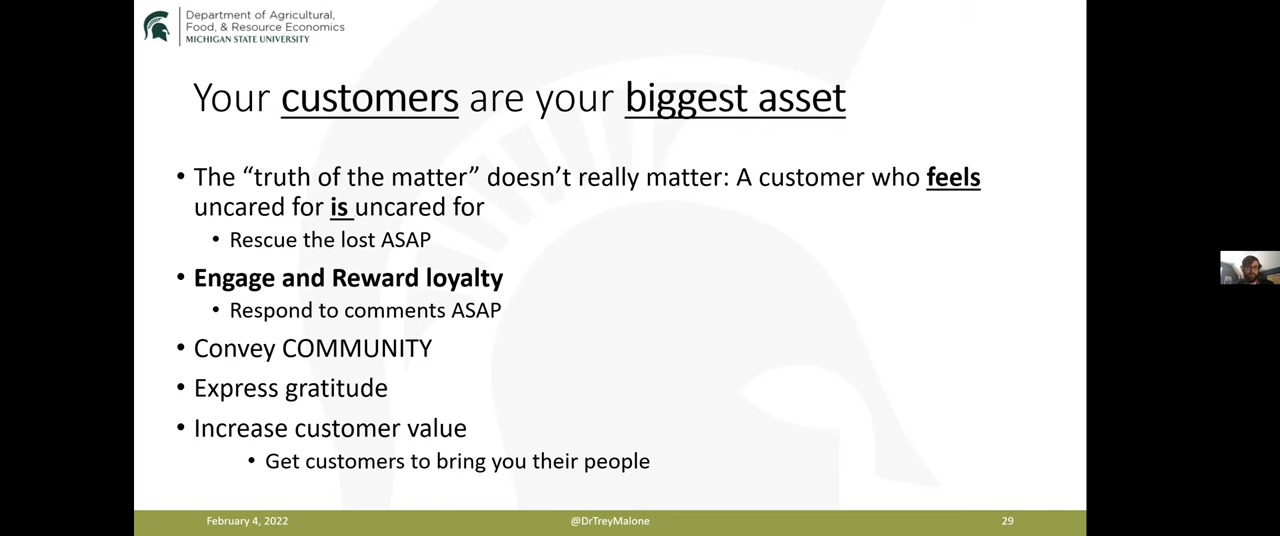 Department of Agricultural,
Food, & Resource Economics
MICHIGAN STATE UNIVERSITY
Your customers are your biggest asset
• The “truth of the matter” doesn’t really matter: A customer who feels
uncared for is uncared for
• Rescue the lost ASAP
• Engage and Reward loyalty
• Respond to comments ASAP
• Convey COMMUNITY
• Express gratitude
• Increase customer value
• Get customers to bring you their people
February 4, 2022
@DrTreyMalone
29